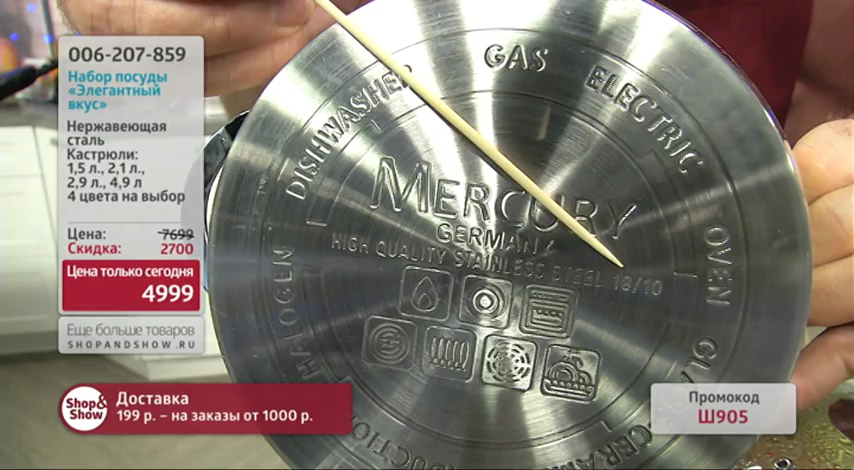 006-207-859
Набор посуды
«Элегантный
вкус»
Нержавеющая
сталь
Кастрюли:
1,5 л., 2,1 л.,
2,9 л., 4,9 л
4 цвета на выбор
Цена: 7699
Скидка: 2700
Цена только сегодня
4999
Ещё больше товаров
SHOPANDSHOW.RU
DISHWASHER GAS ELECTRIC OVEN
MERCURY
GERMANY
HIGH QUALITY STAINLESS STEEL 18/10
HALOGEN
Shop&
Show
Доставка
199 р. – на заказы от 1000 р.
Промокод
Ш905